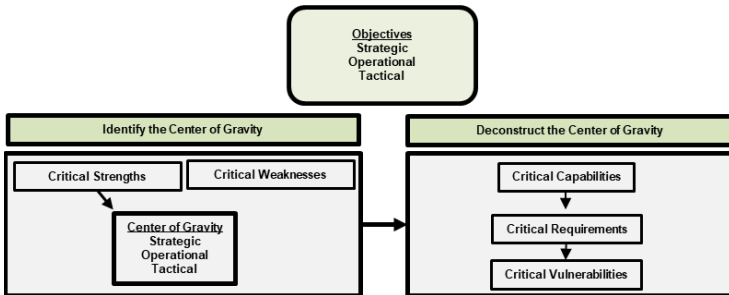 Objectives
Strategic
Operational
Tactical
Identify the Center of Gravity
Deconstruct the Center of Gravity
Critical Strengths
Critical Weaknesses
Center of Gravity
Strategic
Operational
Tactical
Critical Capabilities
Critical Requirements
Critical Vulnerabilities